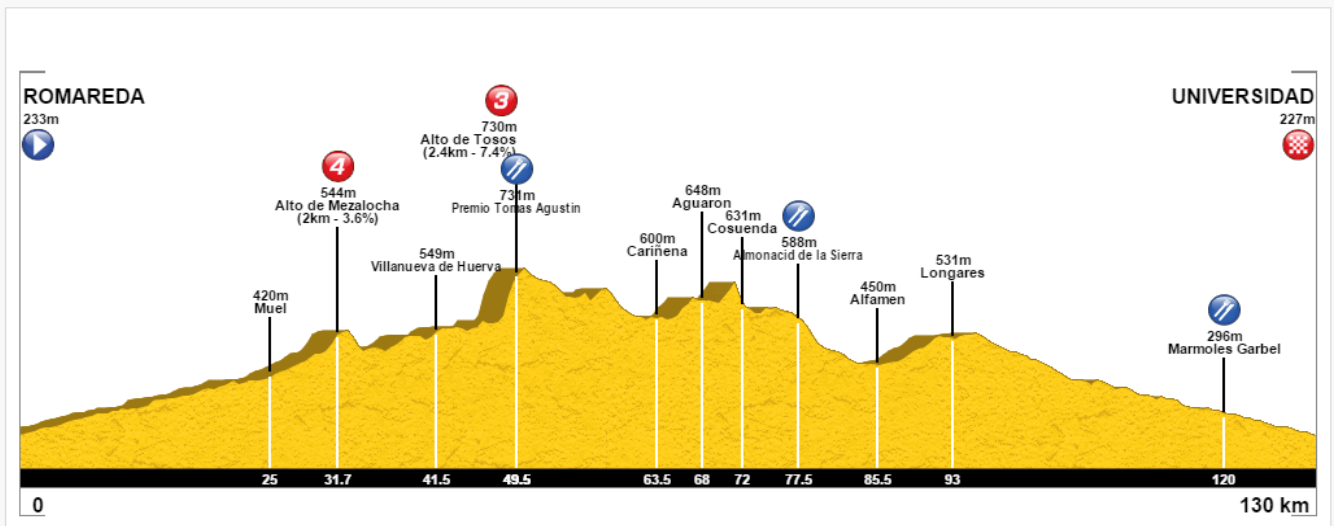 ROMAREDA
233m
UNIVERSIDAD
227m
3
730m
Alto de Tosos
(2.4km - 7.4%)
731m
Premio Tomas Agustin
4
544m
Alto de Mezalocha
(2km - 3.6%)
549m
Villanueva de Huerva
420m
Muel
600m
Cariñena
648m
Aguaron
631m
Cosuenda
588m
Almonacid de la Sierra
450m
Alfamen
531m
Longares
296m
Marmoles Garbel
25 31.7 41.5 49.5 63.5 68 72 77.5 85.5 93 120
0 130 km